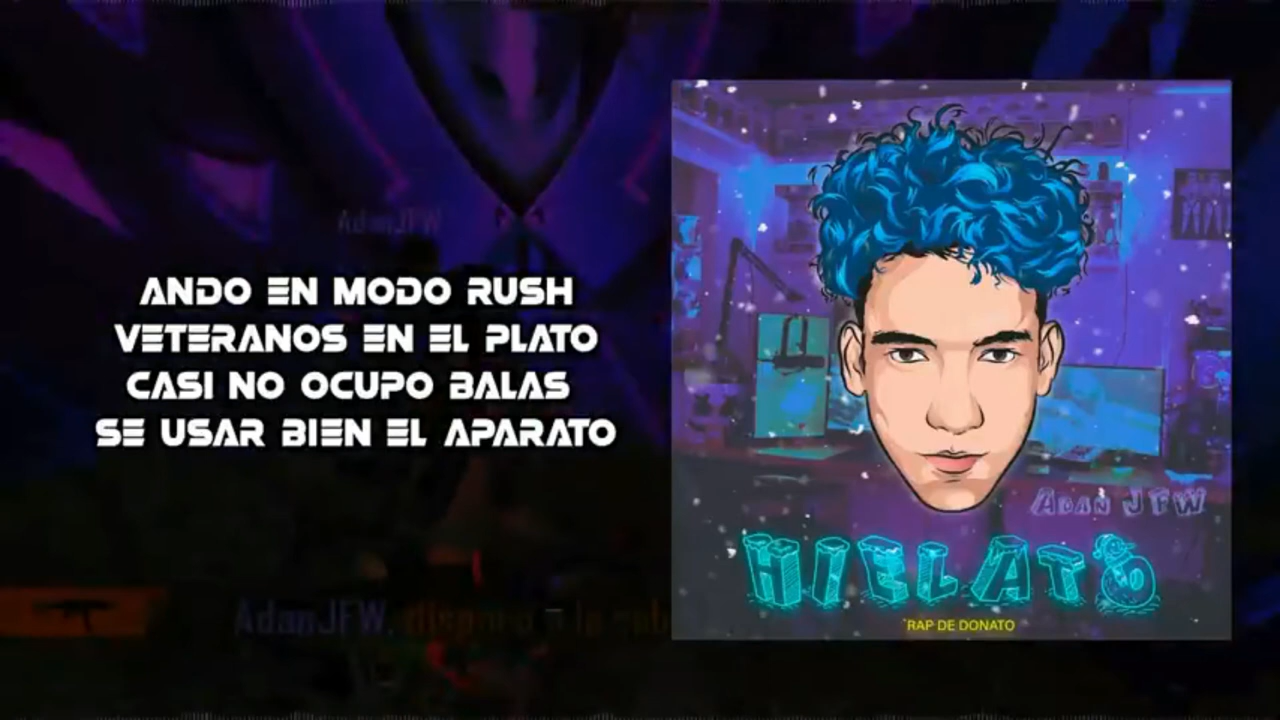 ANDO EN MODO RUSH
VETERANOS EN EL PLATO
CASI NO OCUPO BALAS
SE USAR BIEN EL APARATO
AdanJFW
ADAN JFW
HIELATO
RAP DE DONATO
AdanJFW.